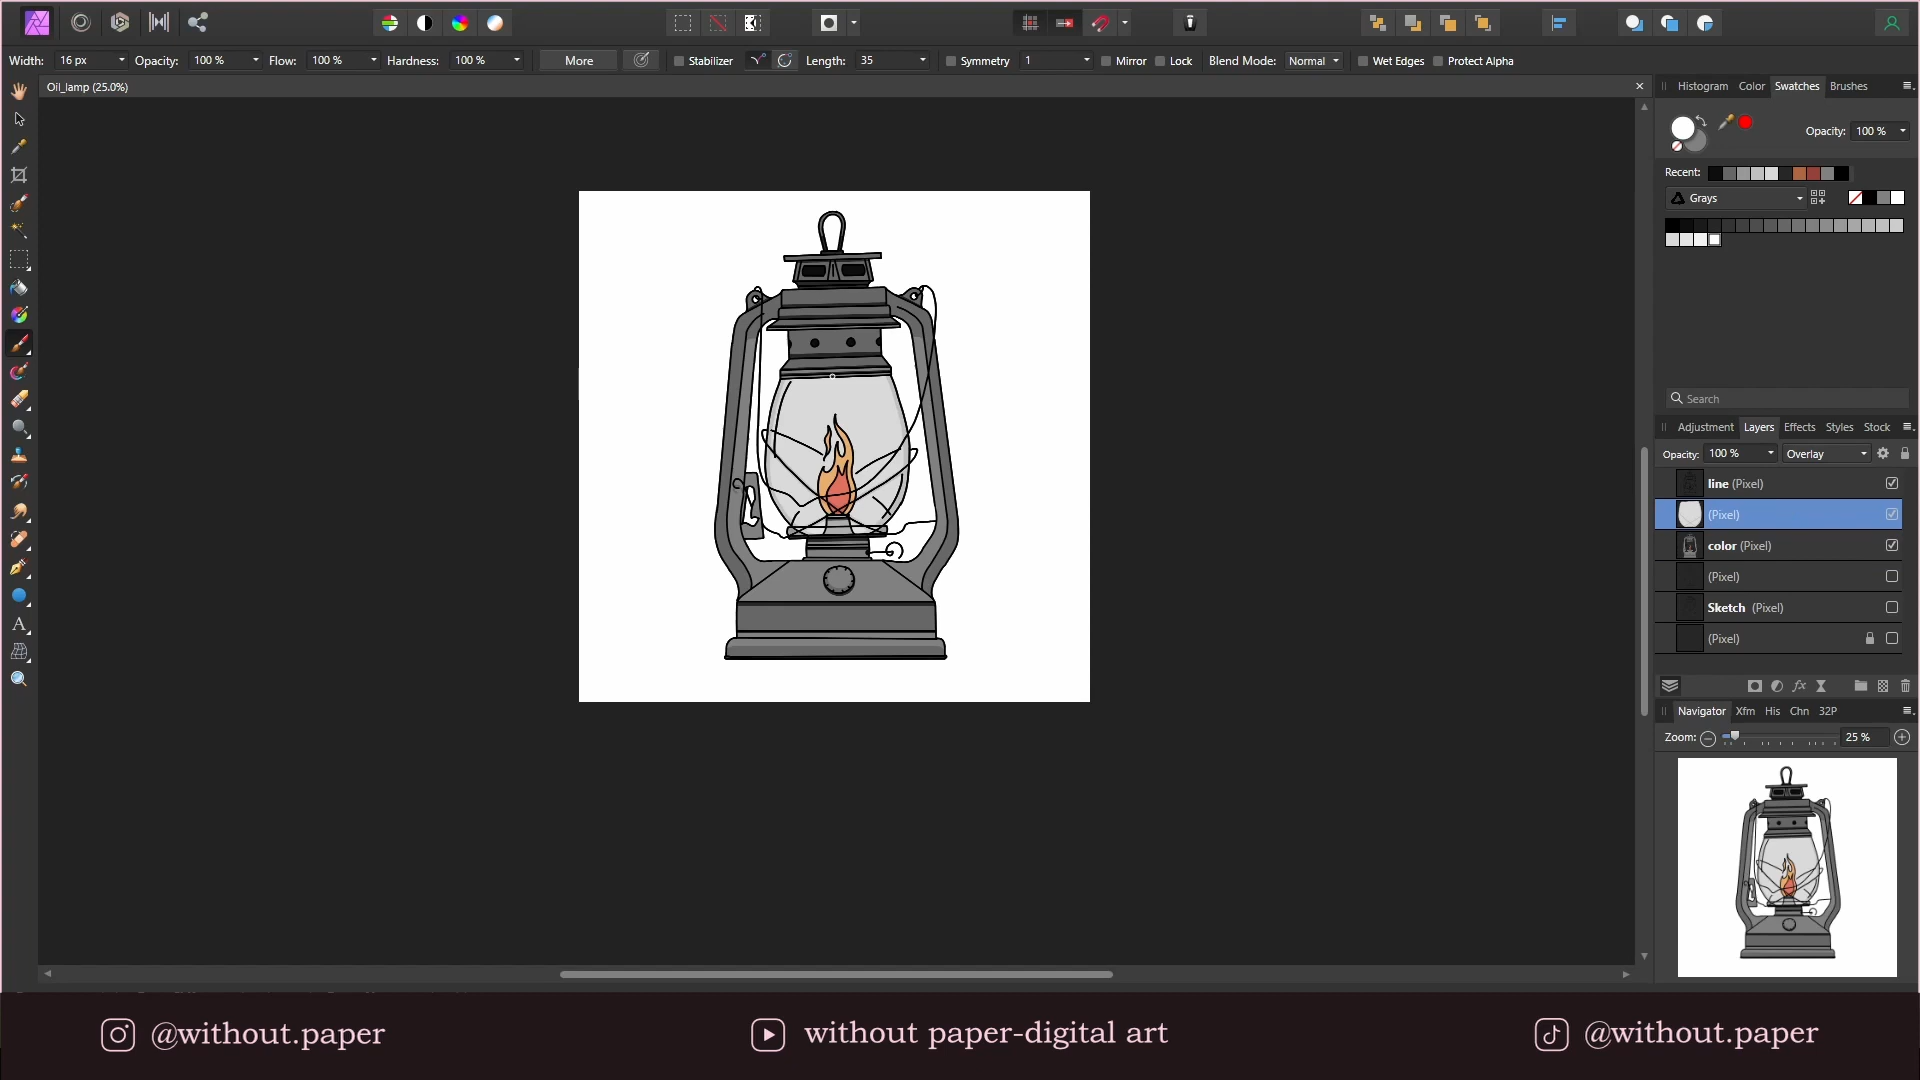 Width: 16 px Opacity: 100 % Flow: 100 % Hardness: 100 % More Stabilizer Length: 35 Symmetry 1 Mirror Lock Blend Mode: Normal Wet Edges Protect Alpha
Oil_lamp (25.0%)
Histogram Color Swatches Brushes
Opacity: 100 %
Recent:
Grays
Search
Adjustment Layers Effects Styles Stock
Opacity: 100 % Overlay
line (Pixel)
(Pixel)
color (Pixel)
(Pixel)
Sketch (Pixel)
(Pixel)
Navigator Xfm His Chn 32P
Zoom: 25 %
@without.paper without paper-digital art @without.paper